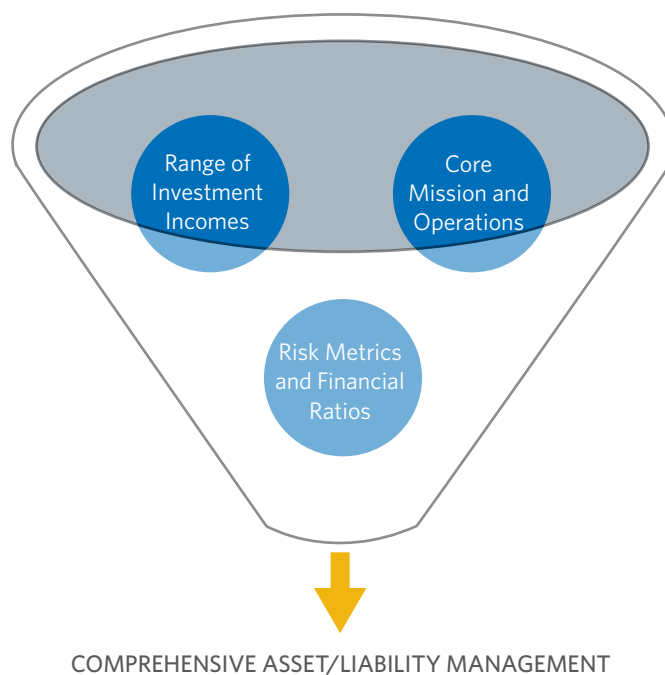 Range of
Investment
Incomes
Core
Mission and
Operations
Risk Metrics
and Financial
Ratios
COMPREHENSIVE ASSET/LIABILITY MANAGEMENT